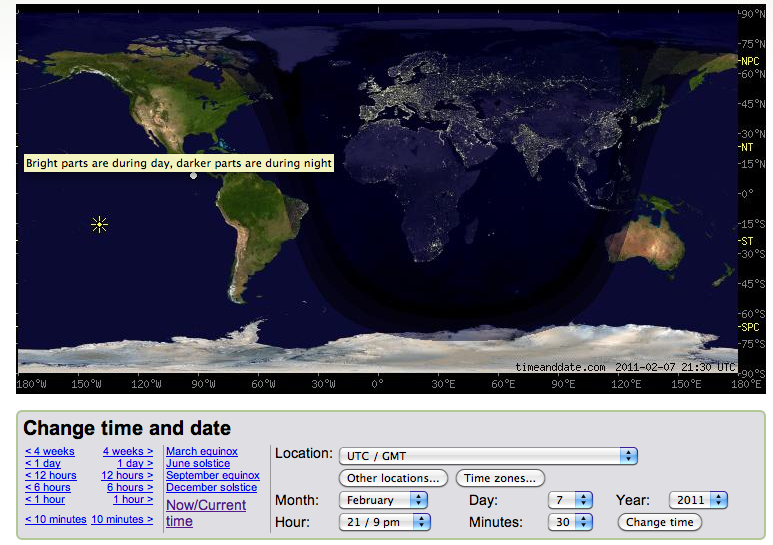 90°N
75°N
NPC
60°N
45°N
30°N
NT
15°N
0°
15°S
ST
30°S
45°S
60°S
SPC
75°S
90°S
Bright parts are during day, darker parts are during night
timeanddate.com 2011-02-07 21:30 UTC
180°W 150°W 120°W 90°W 60°W 30°W 0° 30°E 60°E 90°E 120°E 150°E 180°E
Change time and date
< 4 weeks 4 weeks >
< 1 day 1 day >
< 12 hours 12 hours >
< 6 hours 6 hours >
< 1 hour 1 hour >
< 10 minutes 10 minutes >
March equinox
June solstice
September equinox
December solstice
Now/Current
time
Location: UTC / GMT
Other locations... Time zones...
Month: February Day: 7 Year: 2011
Hour: 21 / 9 pm Minutes: 30 Change time